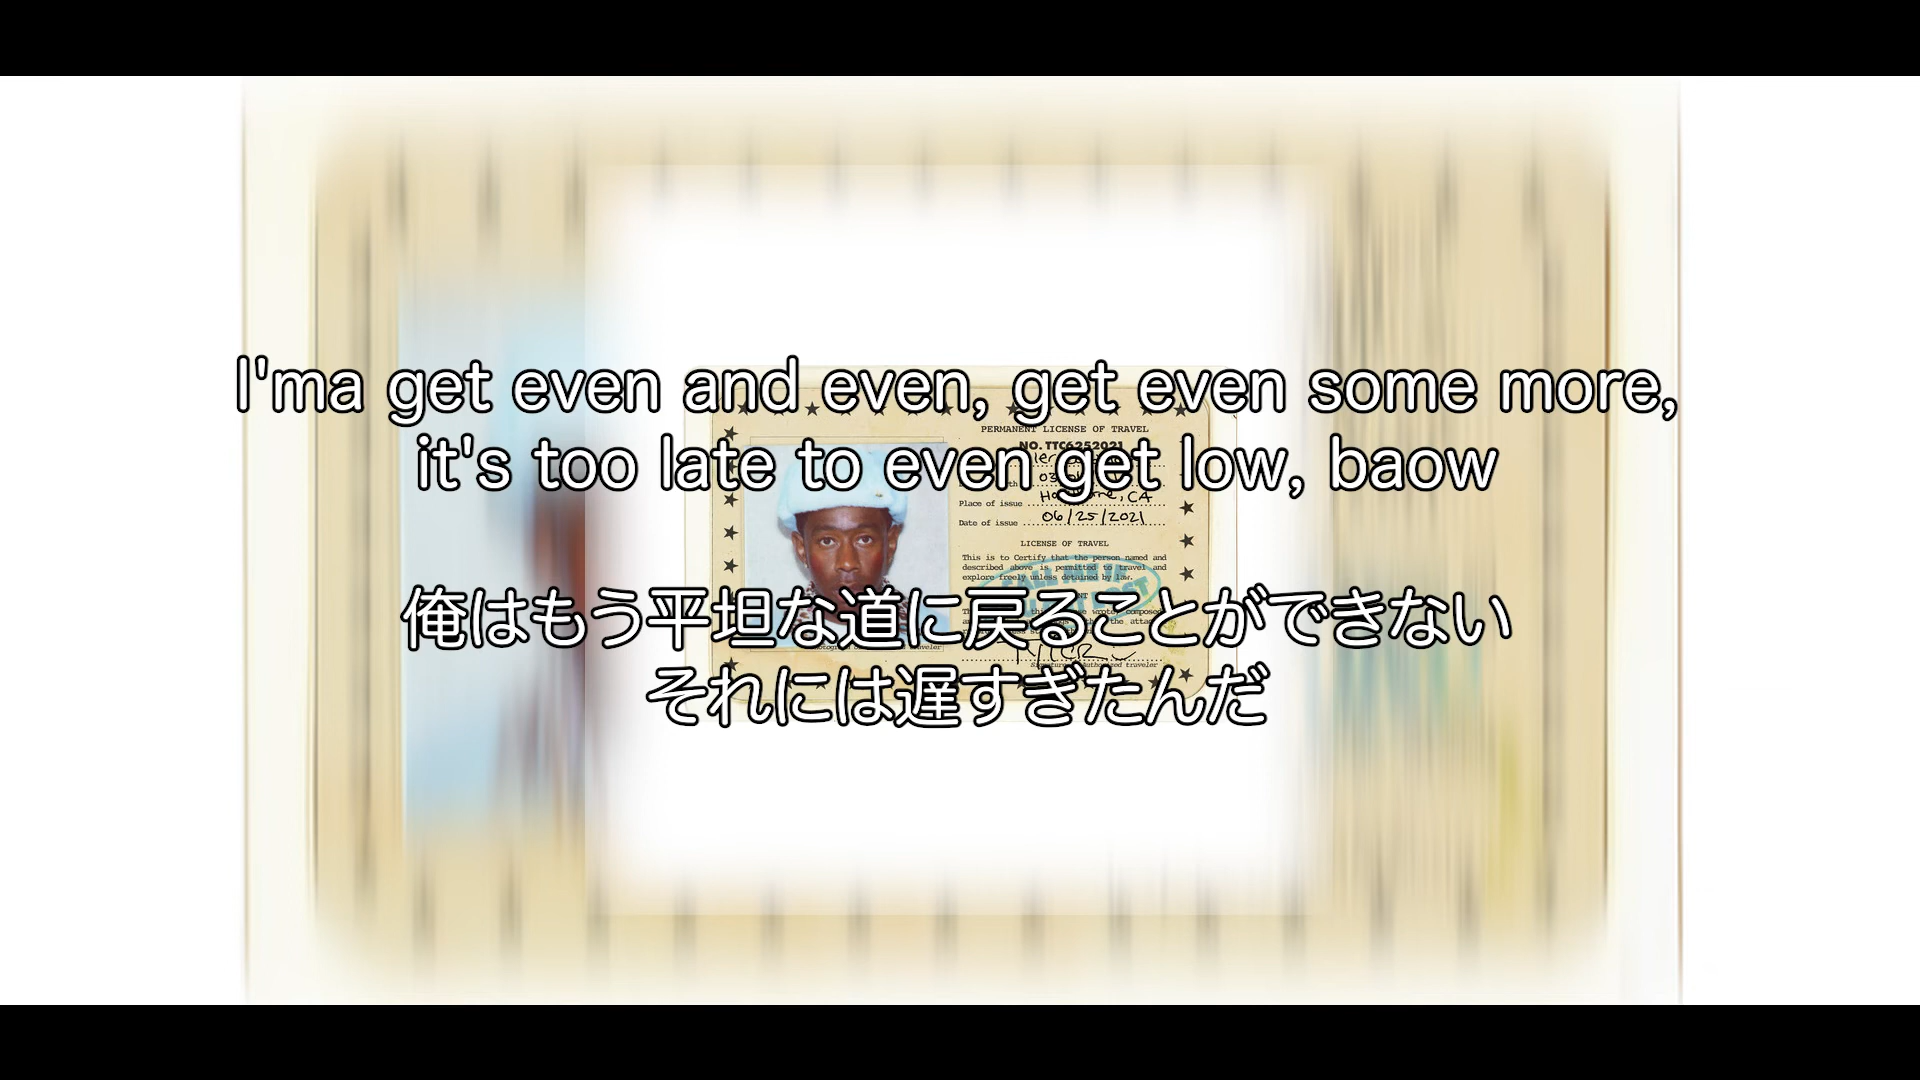 I'ma get even and even, get even some more,
it's too late to even get low, baow
俺はもう平坦な道に戻ることができない
それには遅すぎたんだ
PERMANENT LICENSE OF TRAVEL
NO. TTC6252021
Place of issue
, CA
Date of issue 06/25/2021
LICENSE OF TRAVEL
This is to Certify that the person named and
described above is permitted to travel and
explore freely unless detained by law.